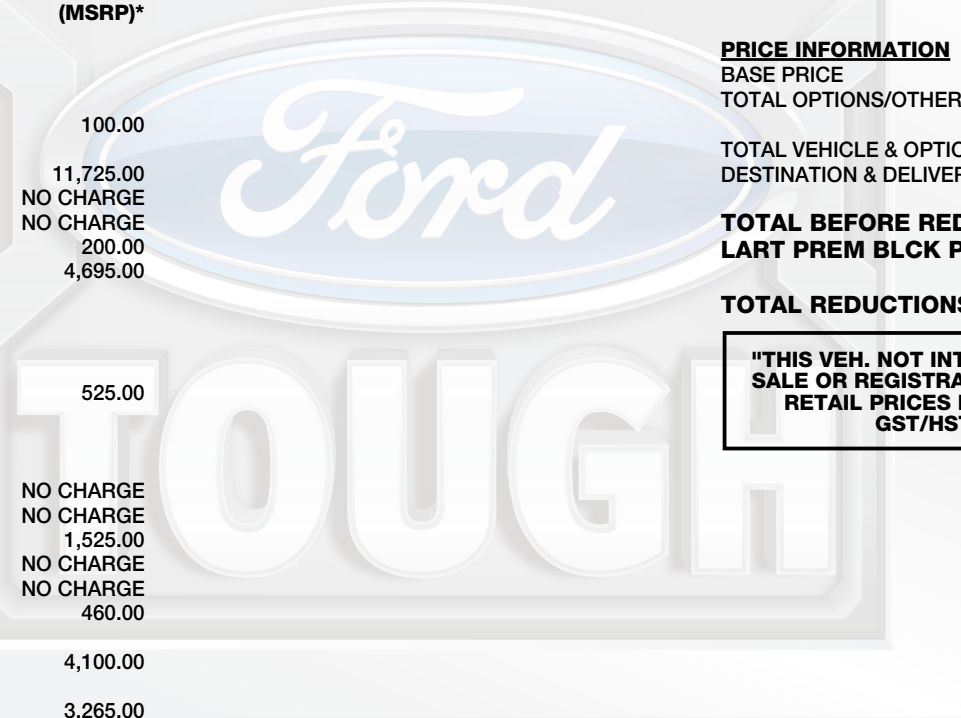 (MSRP)*
100.00
11,725.00
NO CHARGE
NO CHARGE
200.00
4,695.00
525.00
NO CHARGE
NO CHARGE
1,525.00
NO CHARGE
NO CHARGE
460.00
4,100.00
3,265.00
PRICE INFORMATION
BASE PRICE
TOTAL OPTIONS/OTHER
TOTAL VEHICLE & OPTIO
DESTINATION & DELIVER
TOTAL BEFORE RED
LART PREM BLCK P
TOTAL REDUCTIONS
"THIS VEH. NOT INT
SALE OR REGISTRA
RETAIL PRICES
GST/HST
Ford
TOUGH